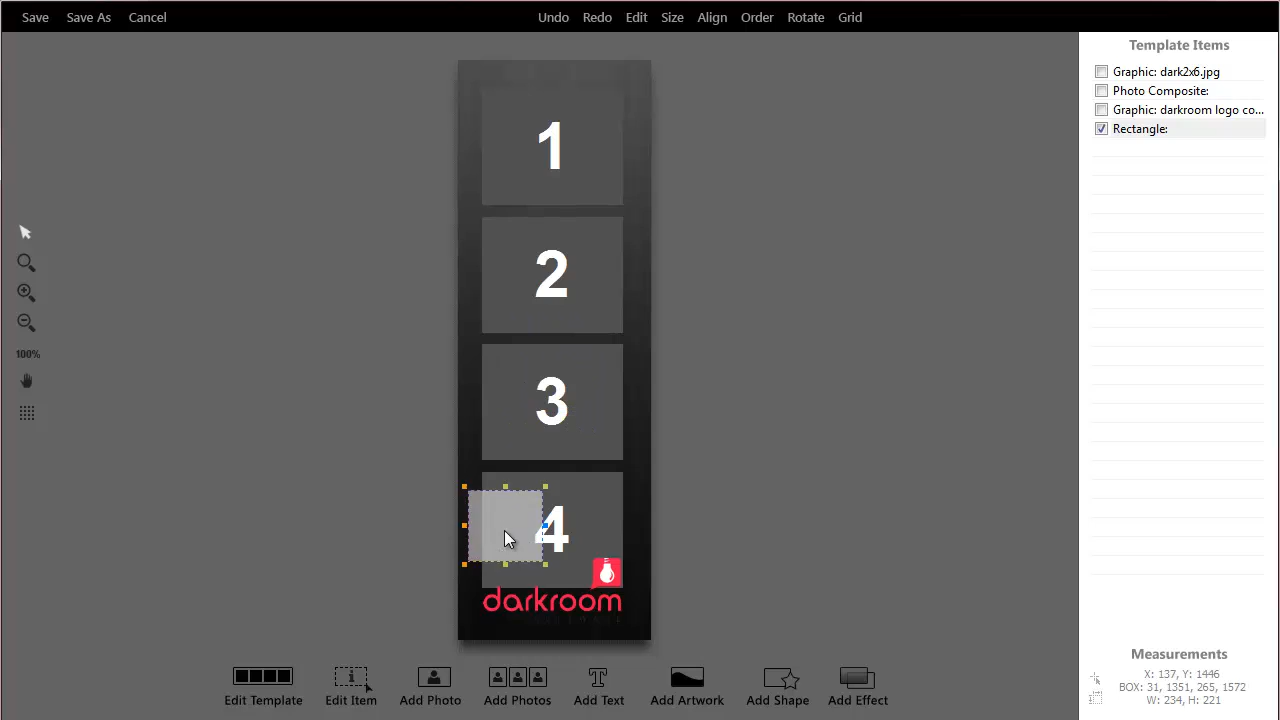 Save Save As Cancel Undo Redo Edit Size Align Order Rotate Grid
Template Items
Graphic: dark2x6.jpg
Photo Composite:
Graphic: darkroom logo co...
Rectangle:
1
2
3
4
darkroom
100%
Edit Template Edit Item Add Photo Add Photos Add Text Add Artwork Add Shape Add Effect
Measurements
X: 137, Y: 1446
BOX: 31, 1351, 265, 1572
W: 234, H: 221